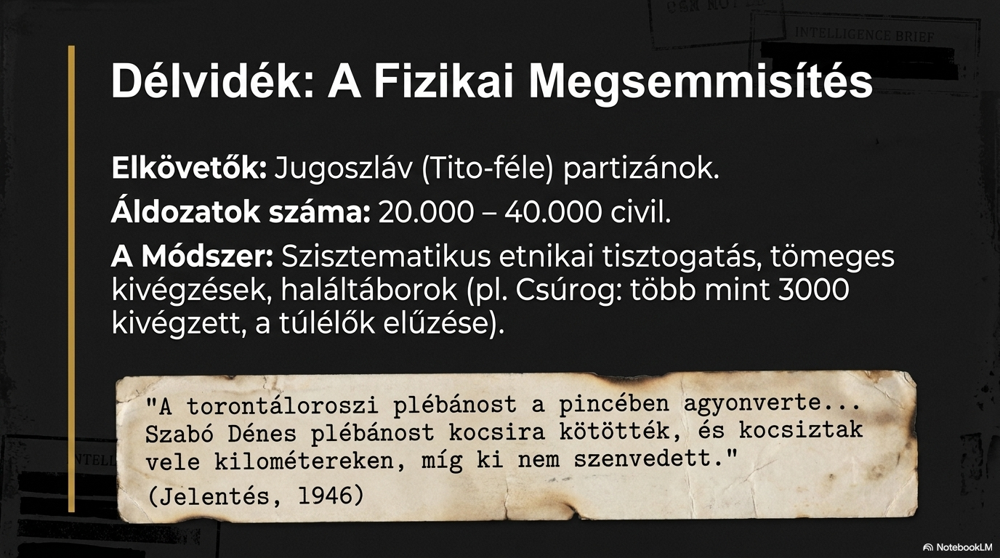 INTELLIGENCE BRIEF
Délvidék: A Fizikai Megsemmisítés
Elkövetők: Jugoszláv (Tito-féle) partizánok.
Áldozatok száma: 20.000 – 40.000 civil.
A Módszer: Szisztematikus etnikai tisztogatás, tömeges
kivégzések, haláltáborok (pl. Csúrog: több mint 3000
kivégzett, a túlélők elűzése).
"A torontáloroszi plébánost a pincében agyonverte...
Szabó Dénes plébánost kocsira kötötték, és kocsiztak
vele kilométereken, míg ki nem szenvedett."
(Jelentés, 1946)
NotebookLM